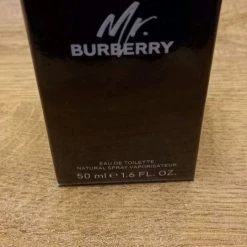 Mr.
BURBERRY
EAU DE TOILETTE
NATURAL SPRAY VAPORISATEUR
50 ml ℮ 1.6 FL. OZ.